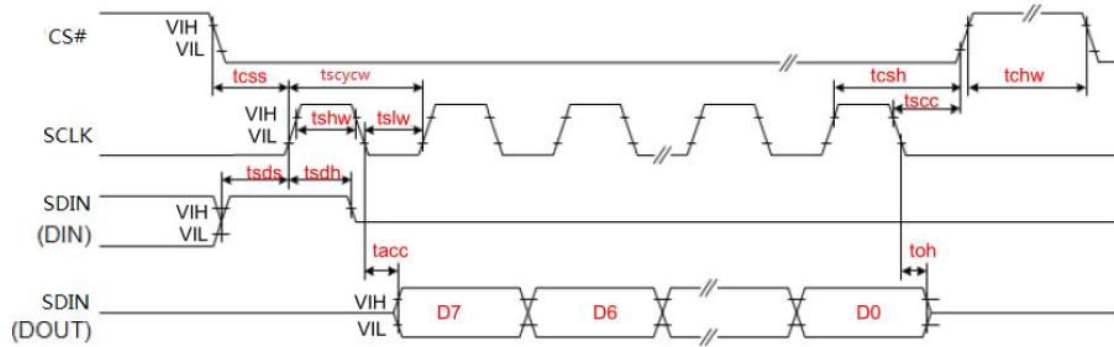 VIH
'CS#
VIL
tcss
tscycw
tcsh
tchw
tscc
VIH
tshw
tslw
SCLK
VIL
tsds
tsdh
SDIN
VIH
(DIN)
VIL
tacc
toh
SDIN
VIH
D7
D6
D0
(DOUT)
VIL